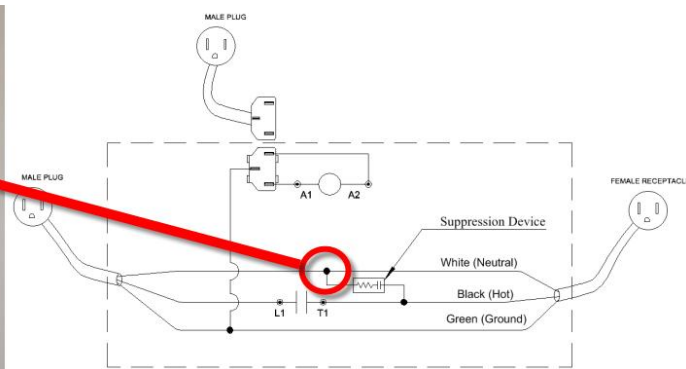 MALE PLUG
MALE PLUG
FEMALE RECEPTACL
A1
A2
Suppression Device
White (Neutral)
Black (Hot)
L1
T1
Green (Ground)